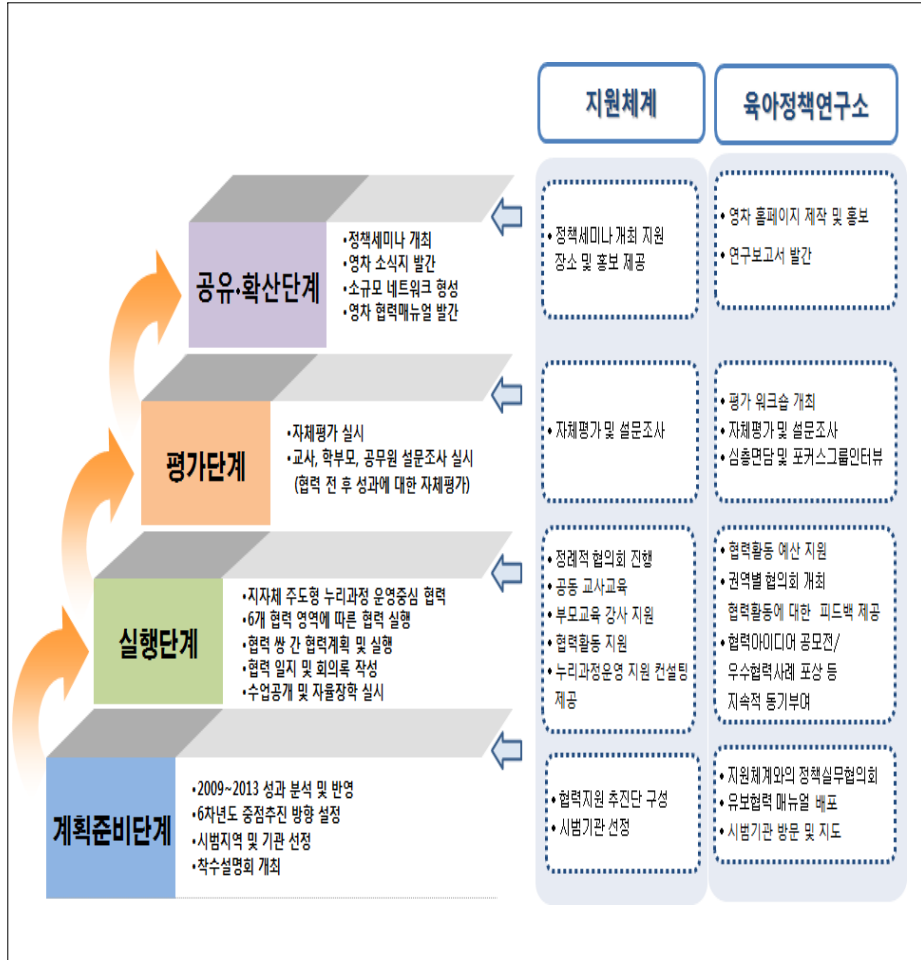 지원체계
육아정책연구소
공유·확산단계
•정책세미나 개최
•영차 소식지 발간
•소규모 네트워크 형성
•영차 협력매뉴얼 발간
• 정책세미나 개최 지원
장소 및 홍보 제공
• 영차 홈페이지 제작 및 홍보
• 연구보고서 발간
평가단계
•자체평가 실시
•교사, 학부모, 공무원 설문조사 실시
(협력 전 후 성과에 대한 자체평가)
• 자체평가 및 설문조사
• 평가 워크숍 개최
• 자체평가 및 설문조사
• 심층면담 및 포커스그룹인터뷰
실행단계
•지자체 주도형 누리과정 운영중심 협력
•6개 협력 영역에 따른 협력 실행
•협력 쌍 간 협력계획 및 실행
•협력 일지 및 회의록 작성
•수업공개 및 자율장학 실시
• 정례적 협의회 진행
• 공동 교사교육
• 부모교육 강사 지원
• 협력활동 지원
• 누리과정운영 지원 컨설팅
제공
• 협력활동 예산 지원
• 권역별 협의회 개최
협력활동에 대한 피드백 제공
• 협력아이디어 공모전/
우수협력사례 포상 등
지속적 동기부여
계획준비단계
•2009~2013 성과 분석 및 반영
•6차년도 중점추진 방향 설정
•시범지역 및 기관 선정
•착수설명회 개최
• 협력지원 추진단 구성
• 시범기관 선정
• 지원체계와의 정책실무협의회
• 유보협력 매뉴얼 배포
• 시범기관 방문 및 지도